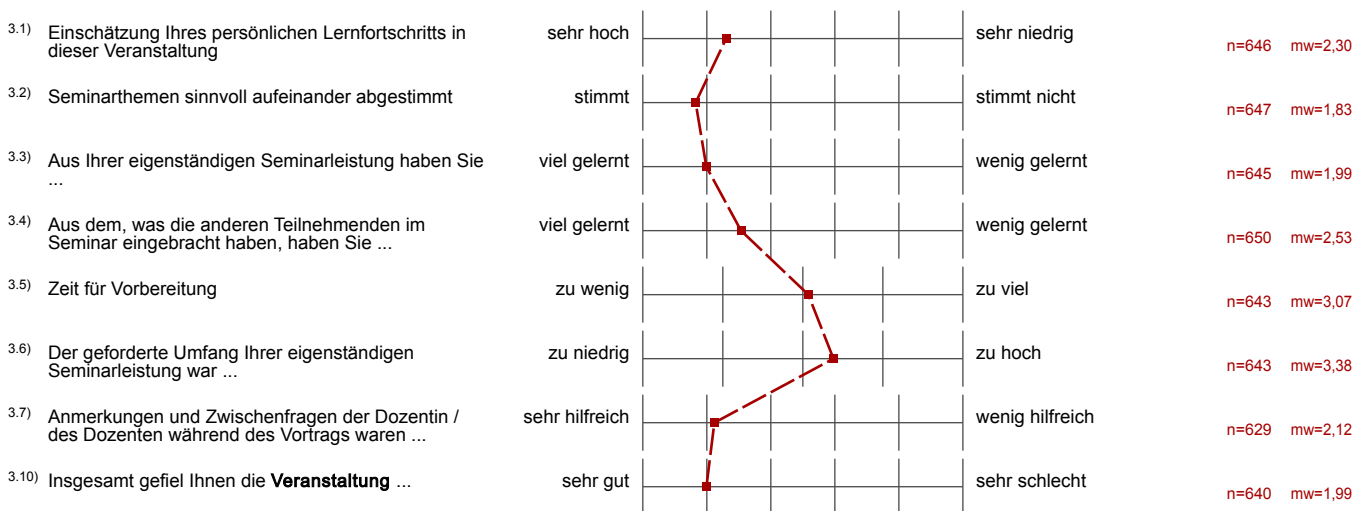 3.1) Einschätzung Ihres persönlichen Lernfortschritts in dieser Veranstaltung sehr hoch sehr niedrig n=646 mw=2,30
3.2) Seminarthemen sinnvoll aufeinander abgestimmt stimmt stimmt nicht n=647 mw=1,83
3.3) Aus Ihrer eigenständigen Seminarleistung haben Sie ... viel gelernt wenig gelernt n=645 mw=1,99
3.4) Aus dem, was die anderen Teilnehmenden im Seminar eingebracht haben, haben Sie ... viel gelernt wenig gelernt n=650 mw=2,53
3.5) Zeit für Vorbereitung zu wenig zu viel n=643 mw=3,07
3.6) Der geforderte Umfang Ihrer eigenständigen Seminarleistung war ... zu niedrig zu hoch n=643 mw=3,38
3.7) Anmerkungen und Zwischenfragen der Dozentin / des Dozenten während des Vortrags waren ... sehr hilfreich wenig hilfreich n=629 mw=2,12
3.10) Insgesamt gefiel Ihnen die Veranstaltung ... sehr gut sehr schlecht n=640 mw=1,99